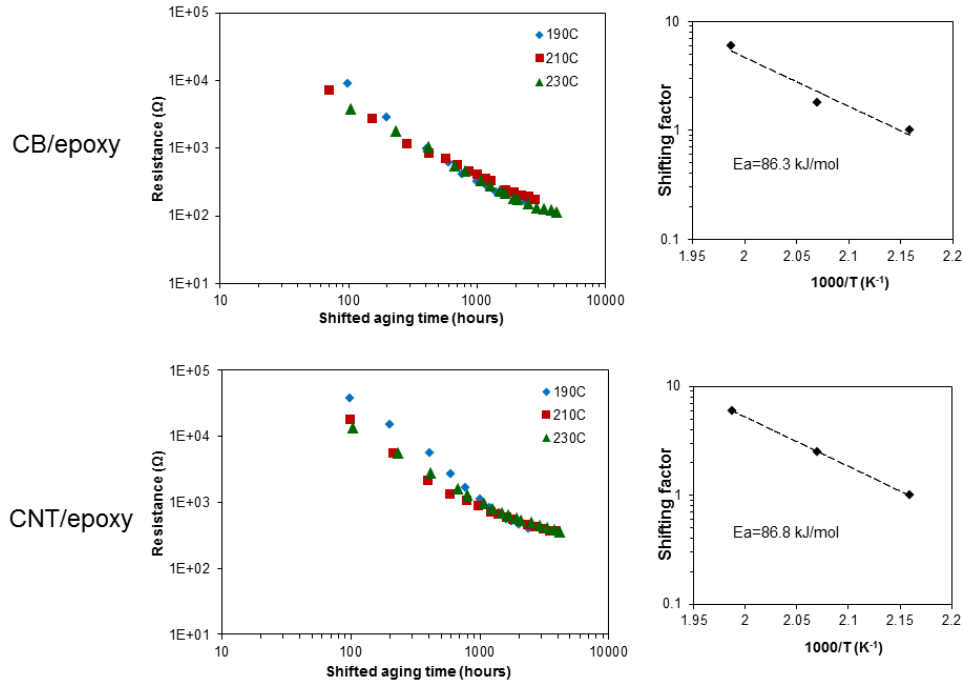 CB/epoxy
Resistance (Ω)
1E+05
1E+04
1E+03
1E+02
1E+01
10 100 1000 10000
Shifted aging time (hours)
190C
210C
230C
Shifting factor
10
1
0.1
Ea=86.3 kJ/mol
1.95 2 2.05 2.1 2.15 2.2
1000/T (K⁻¹)
CNT/epoxy
Resistance (Ω)
1E+05
1E+04
1E+03
1E+02
1E+01
10 100 1000 10000
Shifted aging time (hours)
190C
210C
230C
Shifting factor
10
1
0.1
Ea=86.8 kJ/mol
1.95 2 2.05 2.1 2.15 2.2
1000/T (K⁻¹)